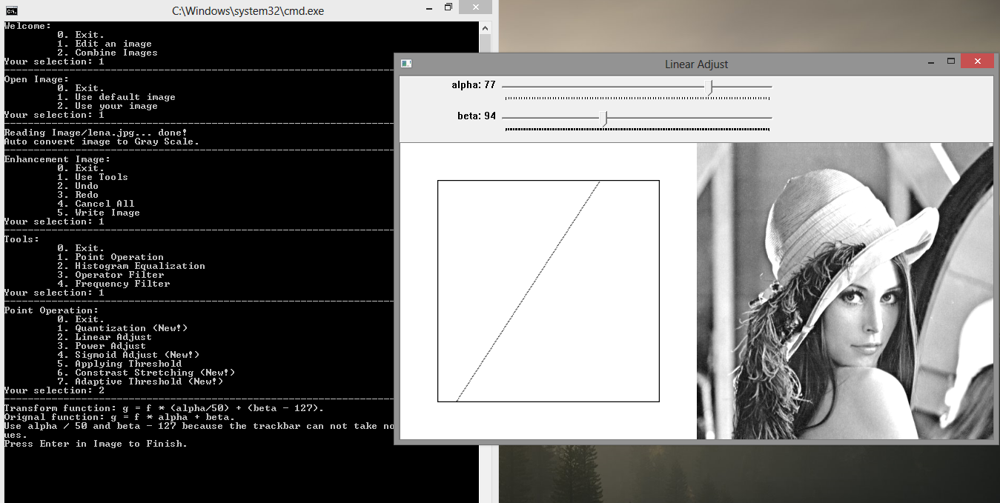 C:\Windows\system32\cmd.exe
Welcome:
0. Exit.
1. Edit an image
2. Combine Images
Your selection: 1
Open Image:
0. Exit.
1. Use default image
2. Use your image
Your selection: 1
Reading Image/lena.jpg... done!
Auto convert image to Gray Scale.
Enhancement Image:
0. Exit.
1. Use Tools
2. Undo
3. Redo
4. Cancel All
5. Write Image
Your selection: 1
Tools:
0. Exit.
1. Point Operation
2. Histogram Equalization
3. Operator Filter
4. Frequency Filter
Your selection: 1
Point Operation:
0. Exit.
1. Quantization (New!)
2. Linear Adjust
3. Power Adjust
4. Sigmoid Adjust (New!)
5. Applying Threshold
6. Constrast Stretching (New!)
7. Adaptive Threshold (New!)
Your selection: 2
Transform function: g = f * (alpha/50) + (beta - 127).
Orignal function: g = f * alpha + beta.
Use alpha / 50 and beta - 127 because the trackbar can not take
ues.
Press Enter in Image to Finish.
Linear Adjust
alpha: 77
beta: 94